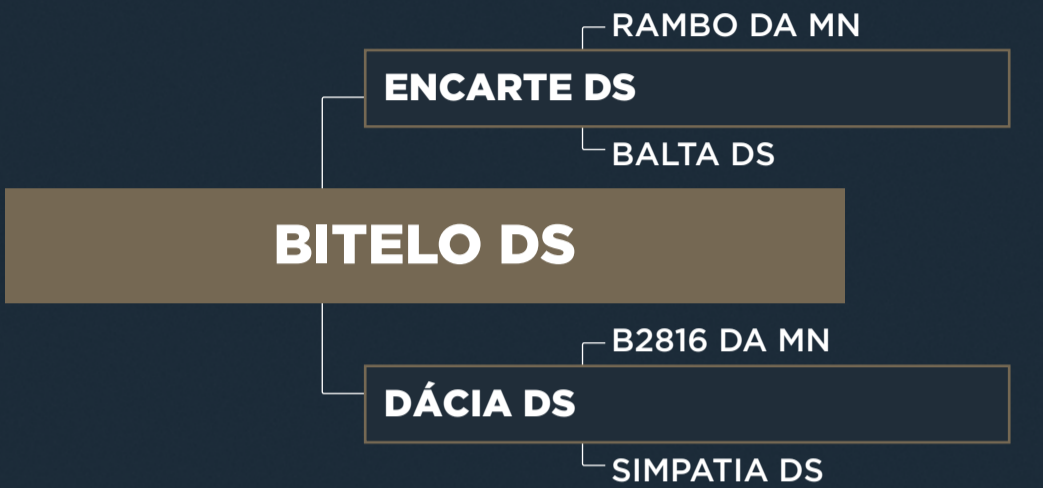 RAMBO DA MN
ENCARTE DS
BALTA DS
BITELO DS
B2816 DA MN
DÁCIA DS
SIMPATIA DS